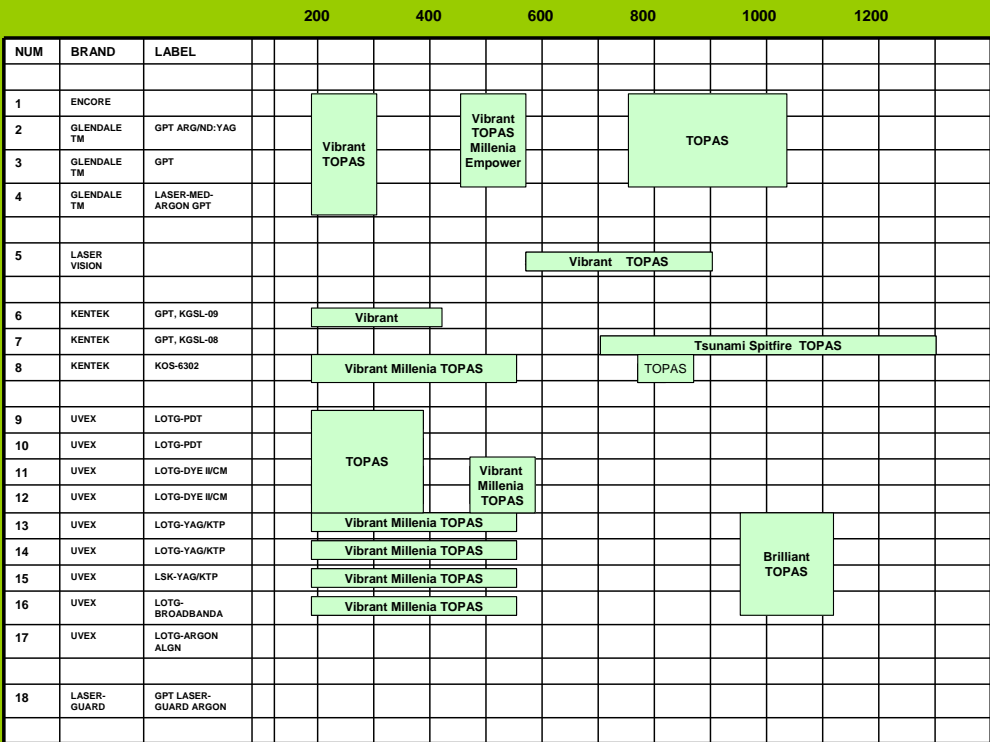 200 400 600 800 1000 1200
NUM BRAND LABEL
1 ENCORE
2 GLENDALE TM GPT ARG/ND:YAG
3 GLENDALE TM GPT
4 GLENDALE TM LASER-MED-ARGON GPT
Vibrant
TOPAS
Vibrant
TOPAS
Millenia
Empower
TOPAS
5 LASER VISION
Vibrant TOPAS
6 KENTEK GPT, KGSL-09
Vibrant
7 KENTEK GPT, KGSL-08
Tsunami Spitfire TOPAS
8 KENTEK KOS-6302
Vibrant Millenia TOPAS
TOPAS
9 UVEX LOTG-PDT
10 UVEX LOTG-PDT
11 UVEX LOTG-DYE II/CM
12 UVEX LOTG-DYE II/CM
TOPAS
Vibrant
Millenia
TOPAS
13 UVEX LOTG-YAG/KTP
Vibrant Millenia TOPAS
14 UVEX LOTG-YAG/KTP
Vibrant Millenia TOPAS
15 UVEX LSK-YAG/KTP
Vibrant Millenia TOPAS
16 UVEX LOTG-BROADBANDA
Vibrant Millenia TOPAS
Brilliant
TOPAS
17 UVEX LOTG-ARGON ALGN
18 LASER-GUARD GPT LASER-GUARD ARGON